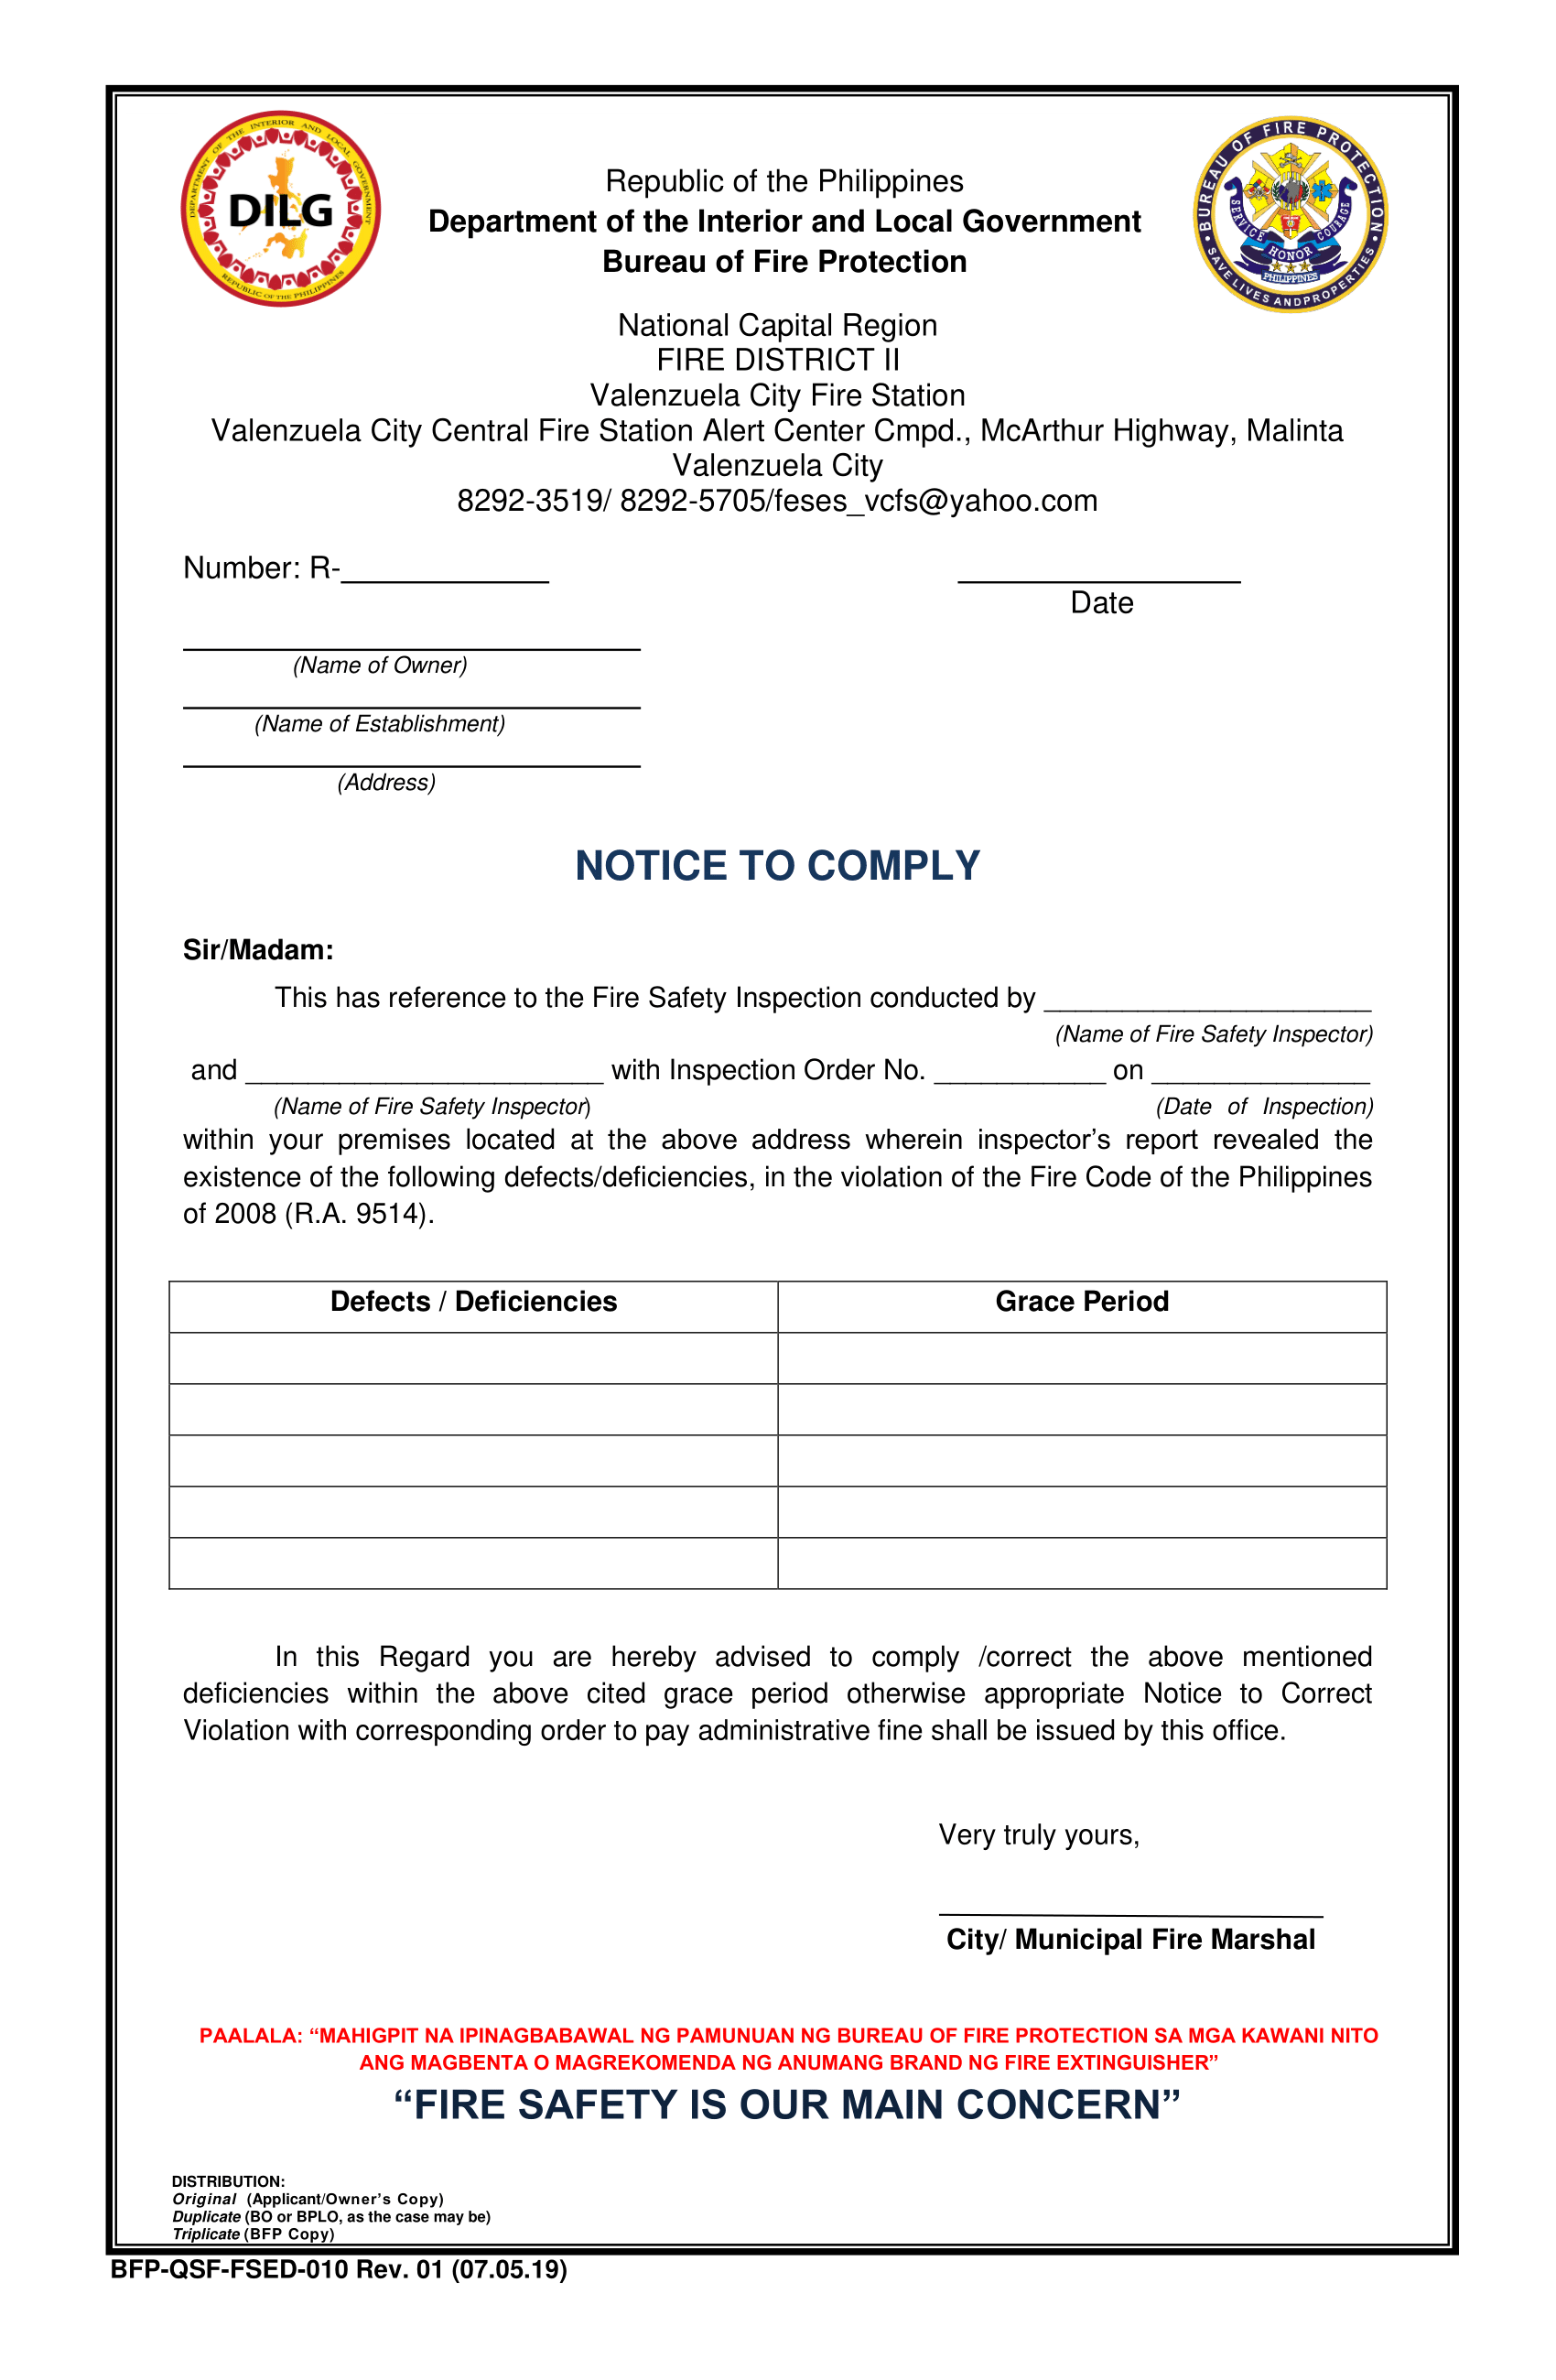 DEPARTMENT OF THE INTERIOR AND LOCAL GOVERNMENT
DILG
REPUBLIC OF THE PHILIPPINES
BUREAU OF FIRE PROTECTION
SERVICE HONOR COURAGE
PHILIPPINES
SAVE LIVES AND PROPERTIES
Republic of the Philippines
Department of the Interior and Local Government
Bureau of Fire Protection
National Capital Region
FIRE DISTRICT II
Valenzuela City Fire Station
Valenzuela City Central Fire Station Alert Center Cmpd., McArthur Highway, Malinta
Valenzuela City
8292-3519/ 8292-5705/feses_vcfs@yahoo.com
Number: R-____________ ________________
Date
(Name of Owner)
(Name of Establishment)
(Address)
NOTICE TO COMPLY
Sir/Madam:
This has reference to the Fire Safety Inspection conducted by _____________________
(Name of Fire Safety Inspector)
and _______________________ with Inspection Order No. ___________ on ______________
(Name of Fire Safety Inspector) (Date of Inspection)
within your premises located at the above address wherein inspector’s report revealed the
existence of the following defects/deficiencies, in the violation of the Fire Code of the Philippines
of 2008 (R.A. 9514).
Defects / Deficiencies Grace Period
In this Regard you are hereby advised to comply /correct the above mentioned
deficiencies within the above cited grace period otherwise appropriate Notice to Correct
Violation with corresponding order to pay administrative fine shall be issued by this office.
Very truly yours,
City/ Municipal Fire Marshal
PAALALA: “MAHIGPIT NA IPINAGBABAWAL NG PAMUNUAN NG BUREAU OF FIRE PROTECTION SA MGA KAWANI NITO
ANG MAGBENTA O MAGREKOMENDA NG ANUMANG BRAND NG FIRE EXTINGUISHER”
“FIRE SAFETY IS OUR MAIN CONCERN”
DISTRIBUTION:
Original (Applicant/Owner’s Copy)
Duplicate (BO or BPLO, as the case may be)
Triplicate (BFP Copy)
BFP-QSF-FSED-010 Rev. 01 (07.05.19)